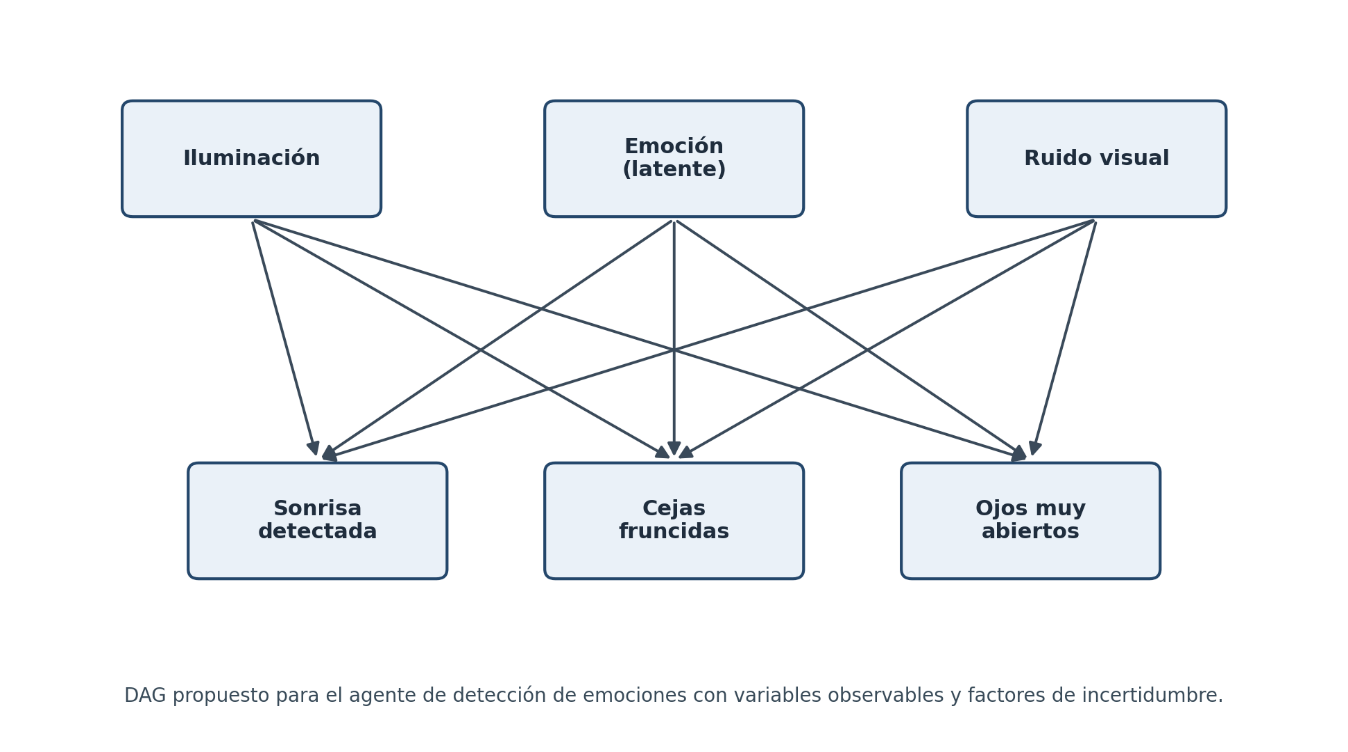 Iluminación
Emoción
(latente)
Ruido visual
Sonrisa
detectada
Cejas
fruncidas
Ojos muy
abiertos
DAG propuesto para el agente de detección de emociones con variables observables y factores de incertidumbre.